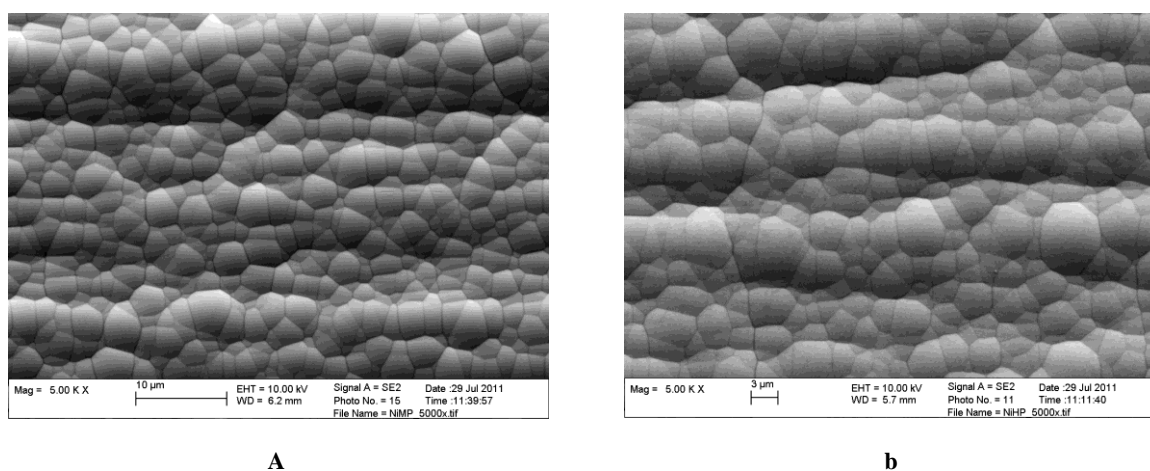 Mag = 5.00 K X
10 µm
EHT = 10.00 kV
WD = 6.2 mm
Signal A = SE2
Photo No. = 15
File Name = NiMP_5000x.tif
Date :29 Jul 2011
Time :11:39:57
A
Mag = 5.00 K X
3 µm
EHT = 10.00 kV
WD = 5.7 mm
Signal A = SE2
Photo No. = 11
File Name = NiHP_5000x.tif
Date :29 Jul 2011
Time :11:11:40
b